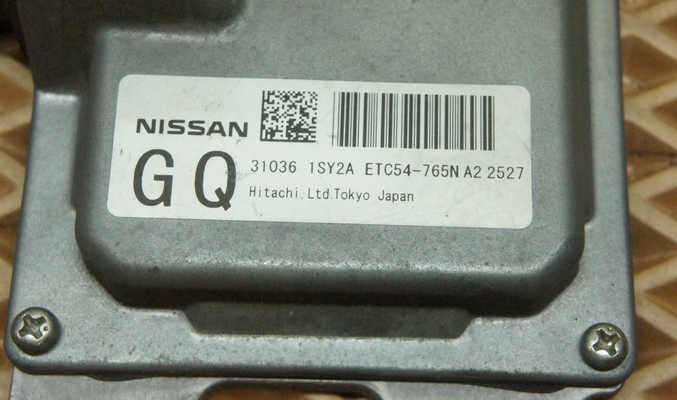 NISSAN
GQ
31036 1SY2A ETC54-765N A2 2527
Hitachi.Ltd.Tokyo Japan